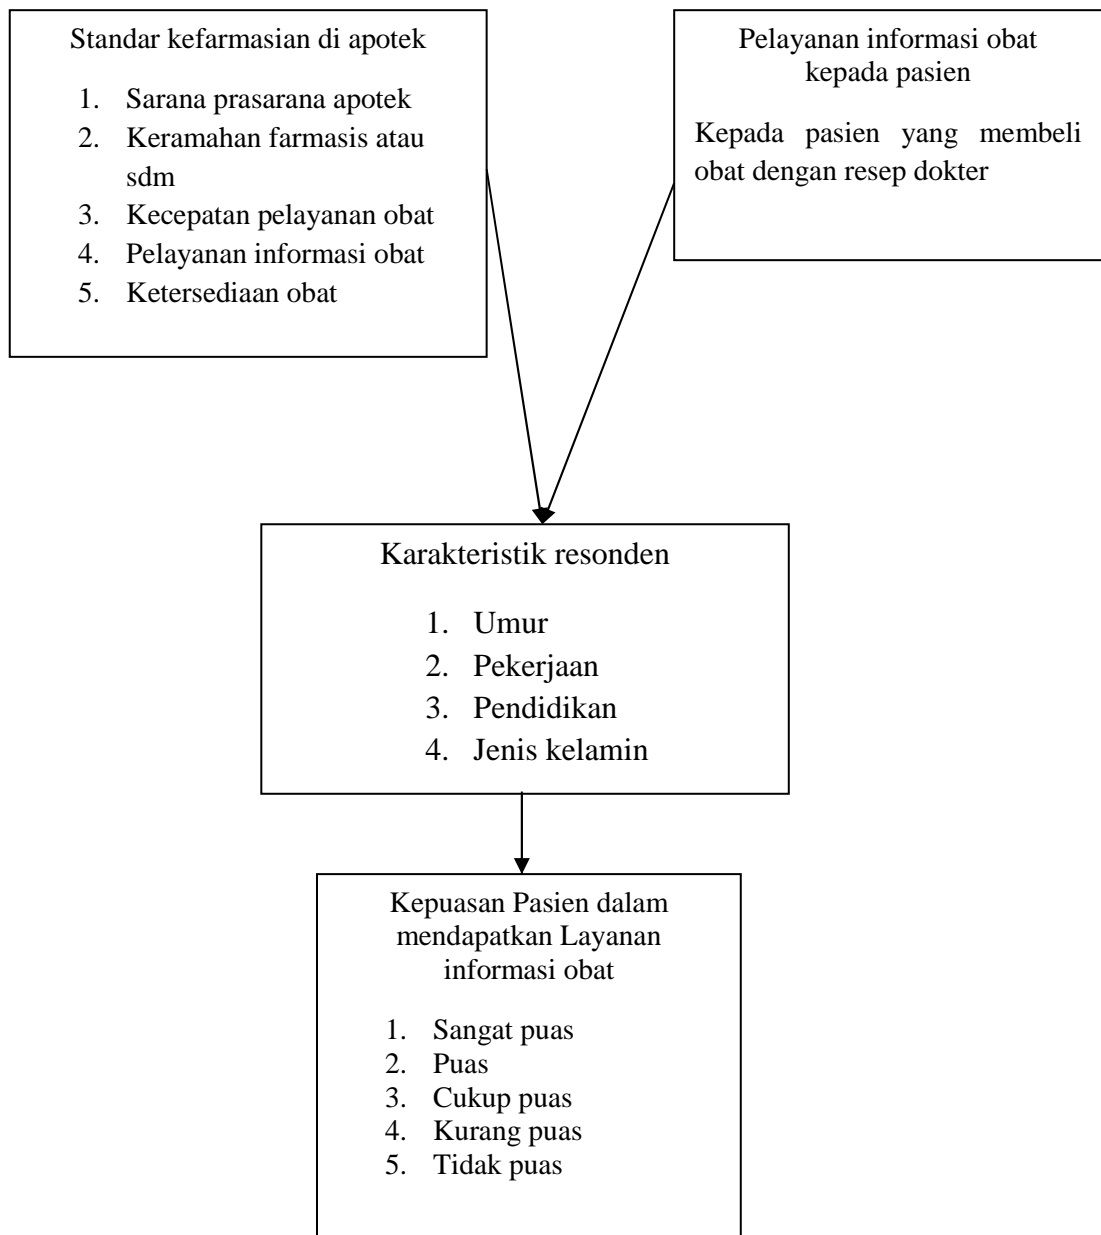 Standar kefarmasian di apotek
1. Sarana prasarana apotek
2. Keramahan farmasis atau
sdm
3. Kecepatan pelayanan obat
4. Pelayanan informasi obat
5. Ketersediaan obat
Pelayanan informasi obat
kepada pasien
Kepada pasien yang membeli
obat dengan resep dokter
Karakteristik resonden
1. Umur
2. Pekerjaan
3. Pendidikan
4. Jenis kelamin
Kepuasan Pasien dalam
mendapatkan Layanan
informasi obat
1. Sangat puas
2. Puas
3. Cukup puas
4. Kurang puas
5. Tidak puas